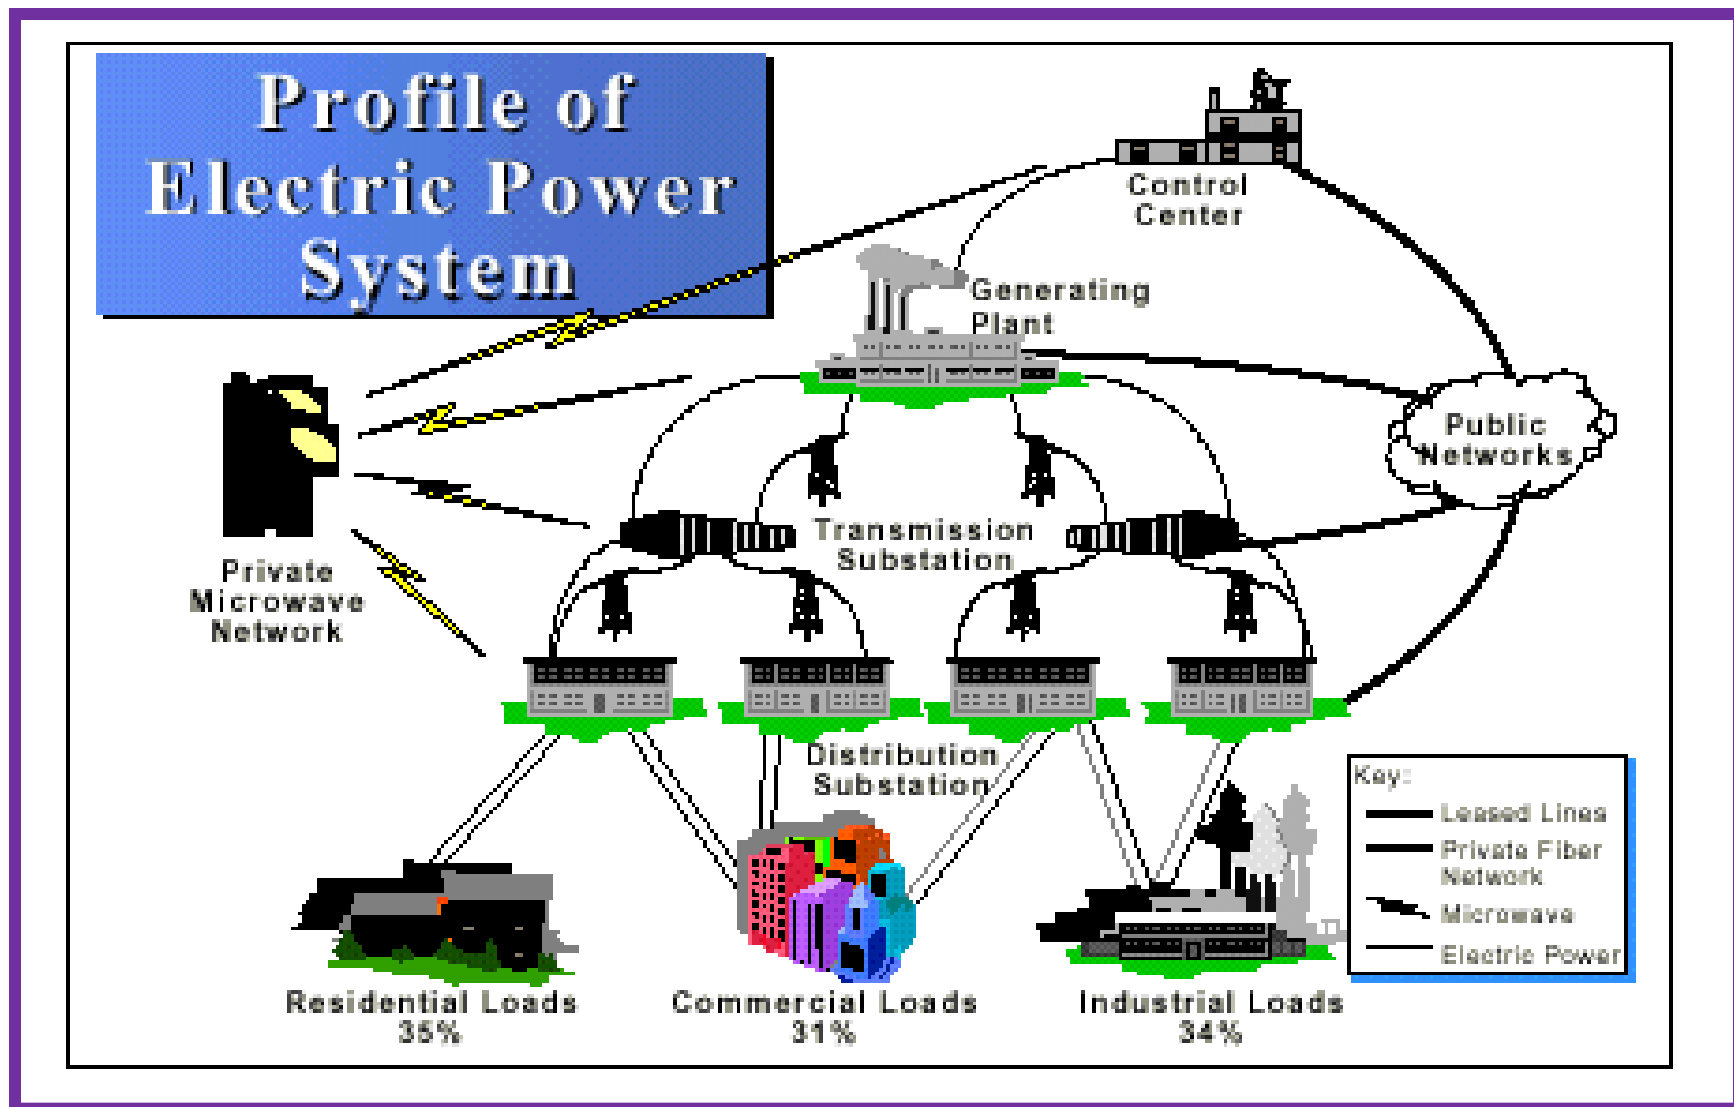 Profile of
Electric Power
System
Control
Center
Generating
Plant
Public
Networks
Transmission
Substation
Private
Microwave
Network
Distribution
Substation
Key:
Leased Lines
Private Fiber
Network
Microwave
Electric Power
Residential Loads
35%
Commercial Loads
31%
Industrial Loads
34%